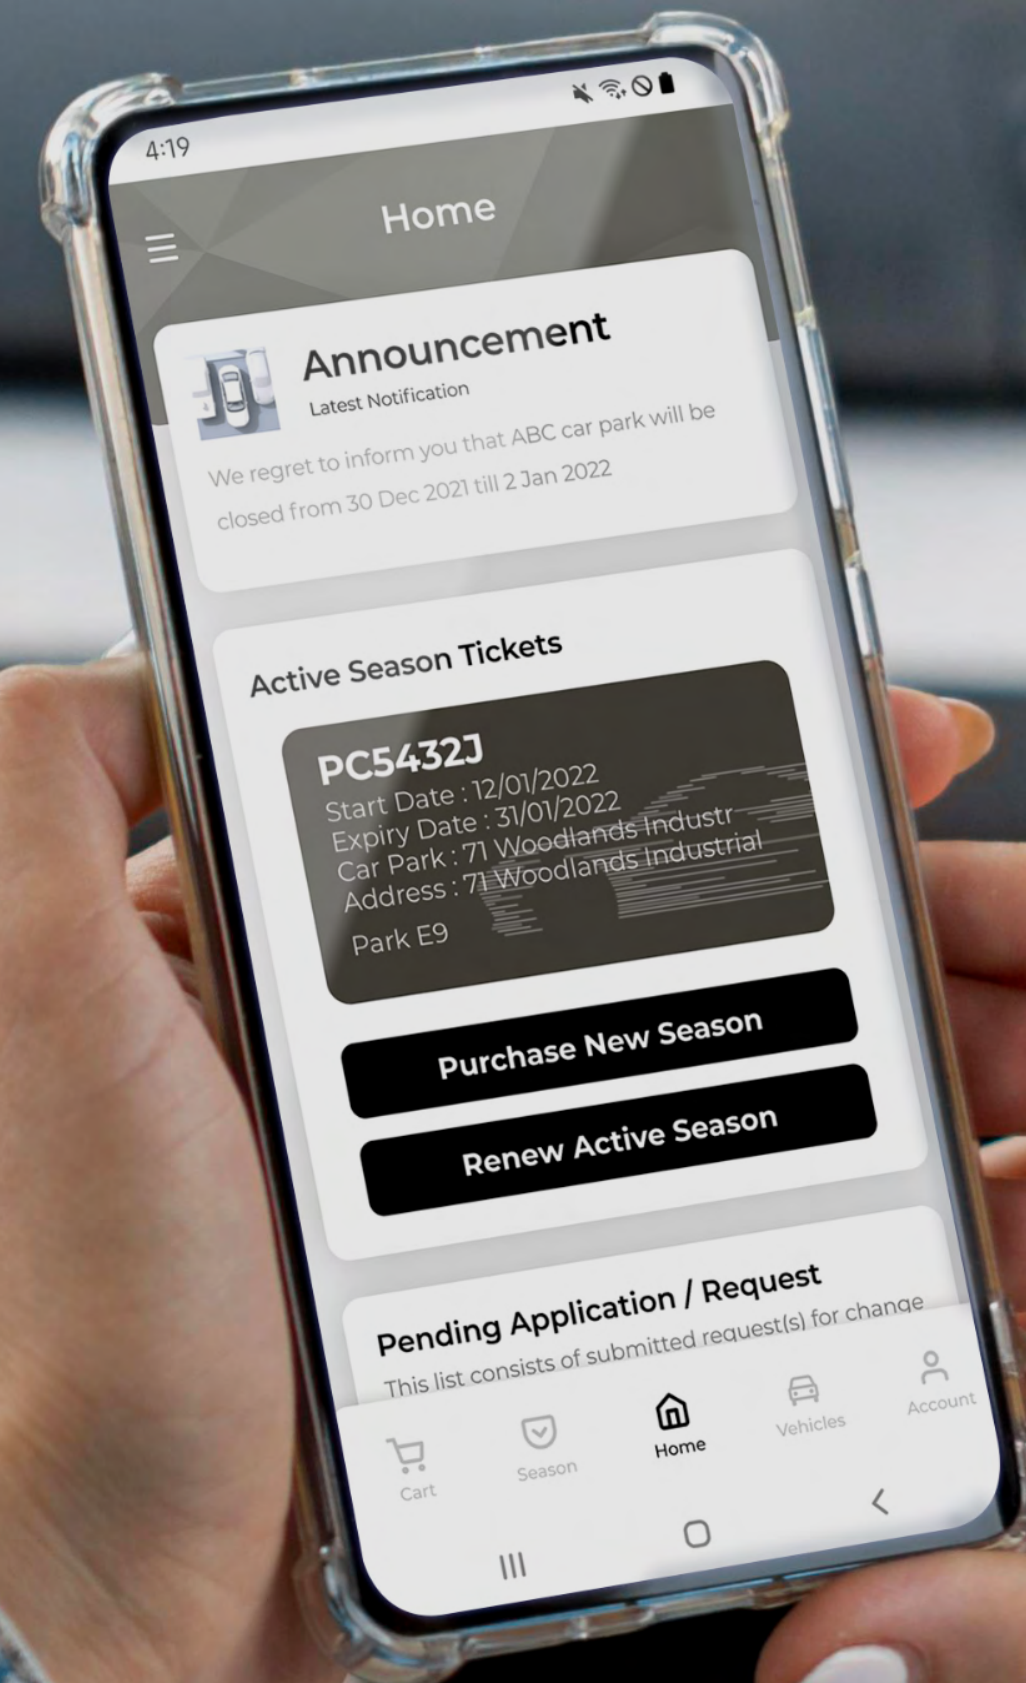 4:19
Home
Announcement
Latest Notification
We regret to inform you that ABC car park will be
closed from 30 Dec 2021 till 2 Jan 2022
Active Season Tickets
PC5432J
Start Date : 12/01/2022
Expiry Date : 31/01/2022
Car Park : 71 Woodlands Industr
Address : 71 Woodlands Industrial
Park E9
Purchase New Season
Renew Active Season
Pending Application / Request
This list consists of submitted request(s) for change
Cart
Season
Home
Vehicles
Account